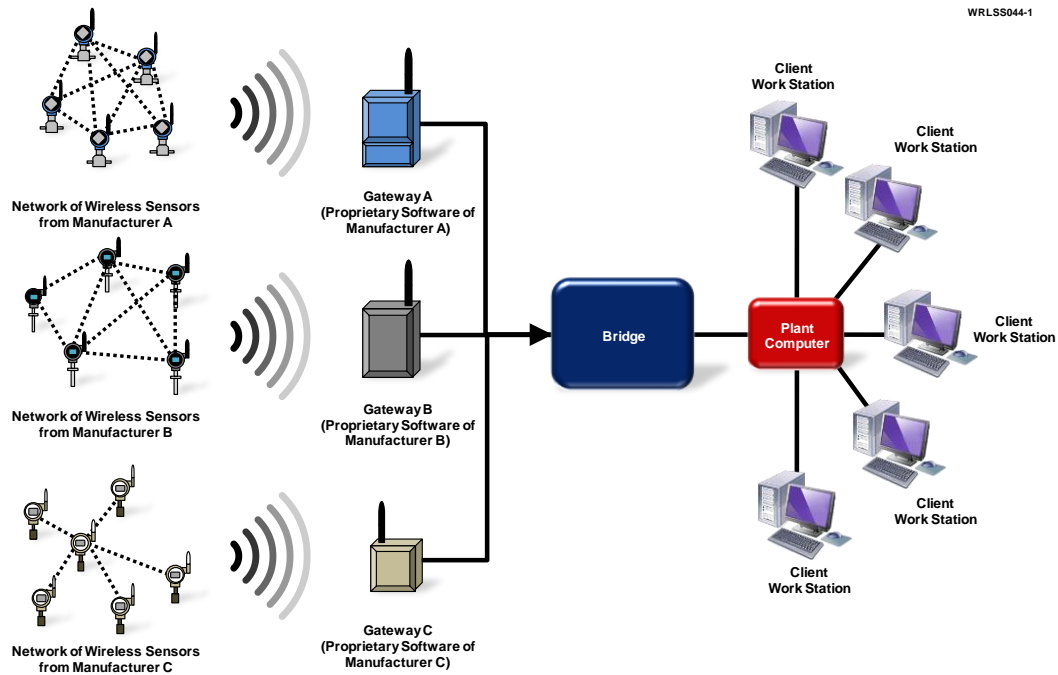 WRLSS044-1
Network of Wireless Sensors
from Manufacturer A
Gateway A
(Proprietary Software of
Manufacturer A)
Network of Wireless Sensors
from Manufacturer B
Gateway B
(Proprietary Software of
Manufacturer B)
Network of Wireless Sensors
from Manufacturer C
Gateway C
(Proprietary Software of
Manufacturer C)
Bridge
Plant
Computer
Client
Work Station
Client
Work Station
Client
Work Station
Client
Work Station
Client
Work Station